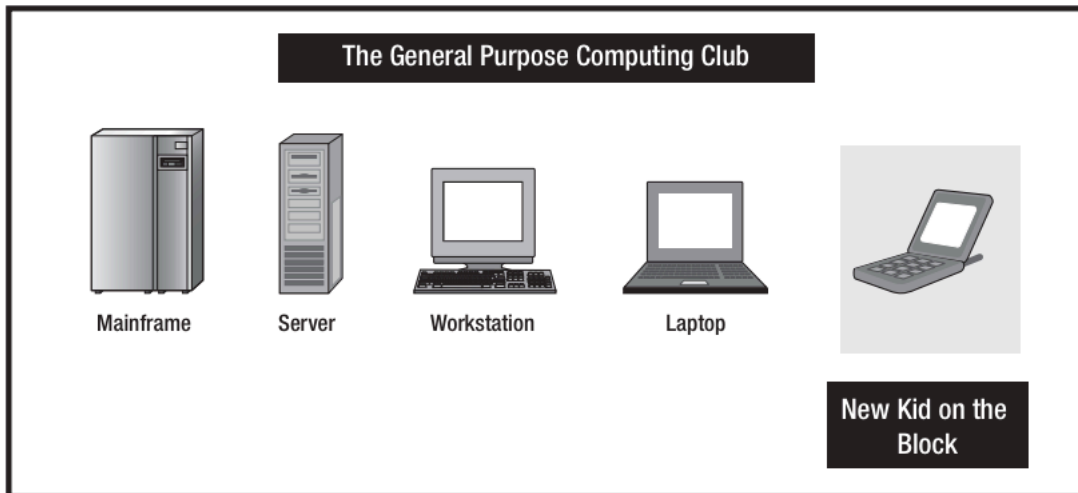 The General Purpose Computing Club
Mainframe
Server
Workstation
Laptop
New Kid on the
Block